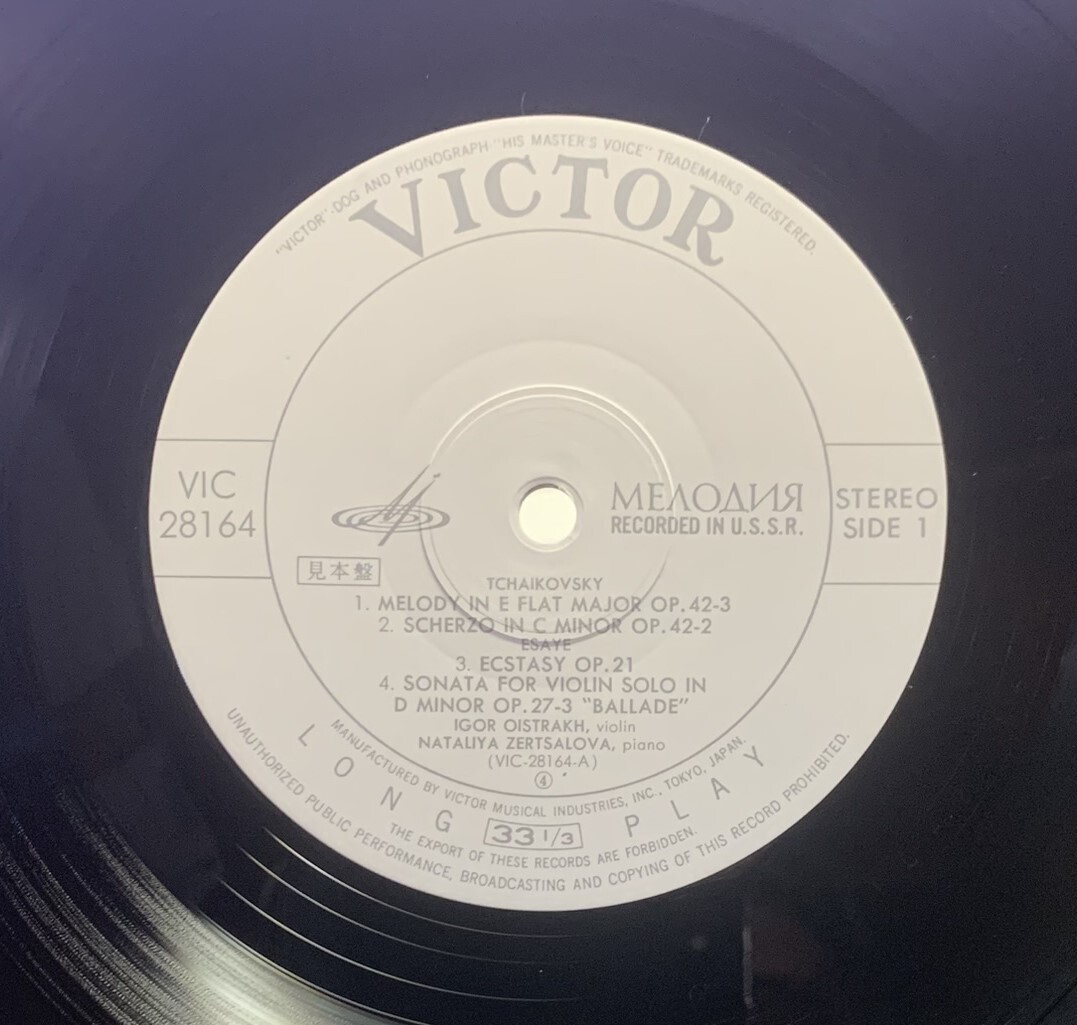 "VICTOR"·DOG AND PHONOGRAPH "HIS MASTER'S VOICE" TRADEMARKS REGISTERED.
VICTOR
VIC
28164
МЕЛОДИЯ
RECORDED IN U.S.S.R.
STEREO
SIDE 1
見本盤
TCHAIKOVSKY
1. MELODY IN E FLAT MAJOR OP.42-3
2. SCHERZO IN C MINOR OP.42-2
ESAYE
3. ECSTASY OP.21
4. SONATA FOR VIOLIN SOLO IN
D MINOR OP.27-3 "BALLADE"
IGOR OISTRAKH, violin
NATALIYA ZERTSALOVA, piano
(VIC-28164-A)
④
MANUFACTURED BY VICTOR MUSICAL INDUSTRIES, INC., TOKYO, JAPAN.
LONG 33 1/3 PLAY
THE EXPORT OF THESE RECORDS ARE FORBIDDEN.
UNAUTHORIZED PUBLIC PERFORMANCE, BROADCASTING AND COPYING OF THIS RECORD PROHIBITED.